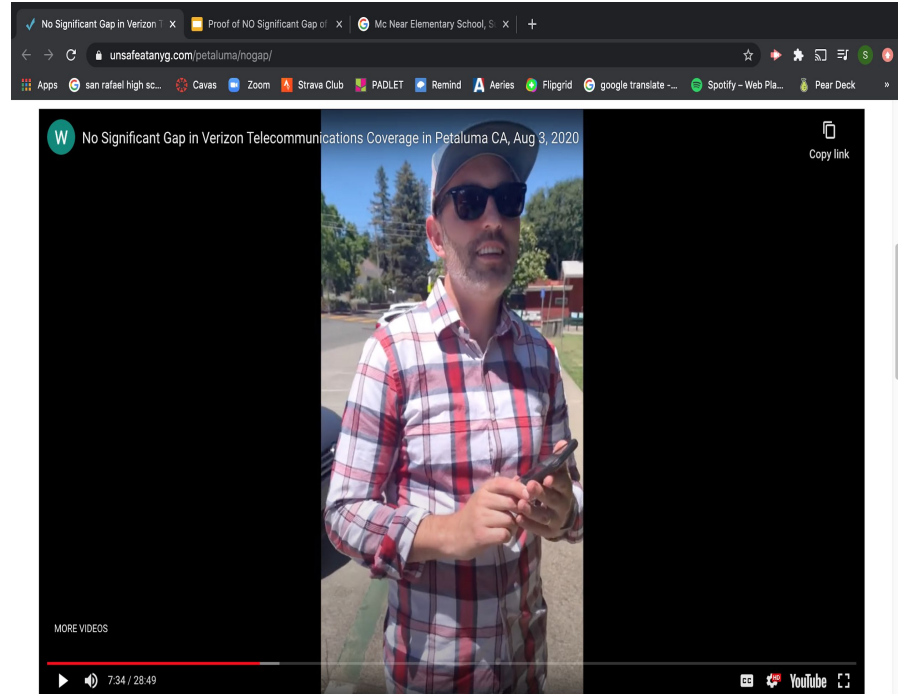 No Significant Gap in Verizon T
Proof of NO Significant Gap of
Mc Near Elementary School, S
unsafeatanyg.com/petaluma/nogap/
S
Apps
san rafael high sc...
Cavas
Zoom
Strava Club
PADLET
Remind
Aeries
Flipgrid
google translate -...
Spotify – Web Pla...
Pear Deck
»
W
No Significant Gap in Verizon Telecommunications Coverage in Petaluma CA, Aug 3, 2020
Copy link
MORE VIDEOS
7:34 / 28:49
CC
HD
YouTube